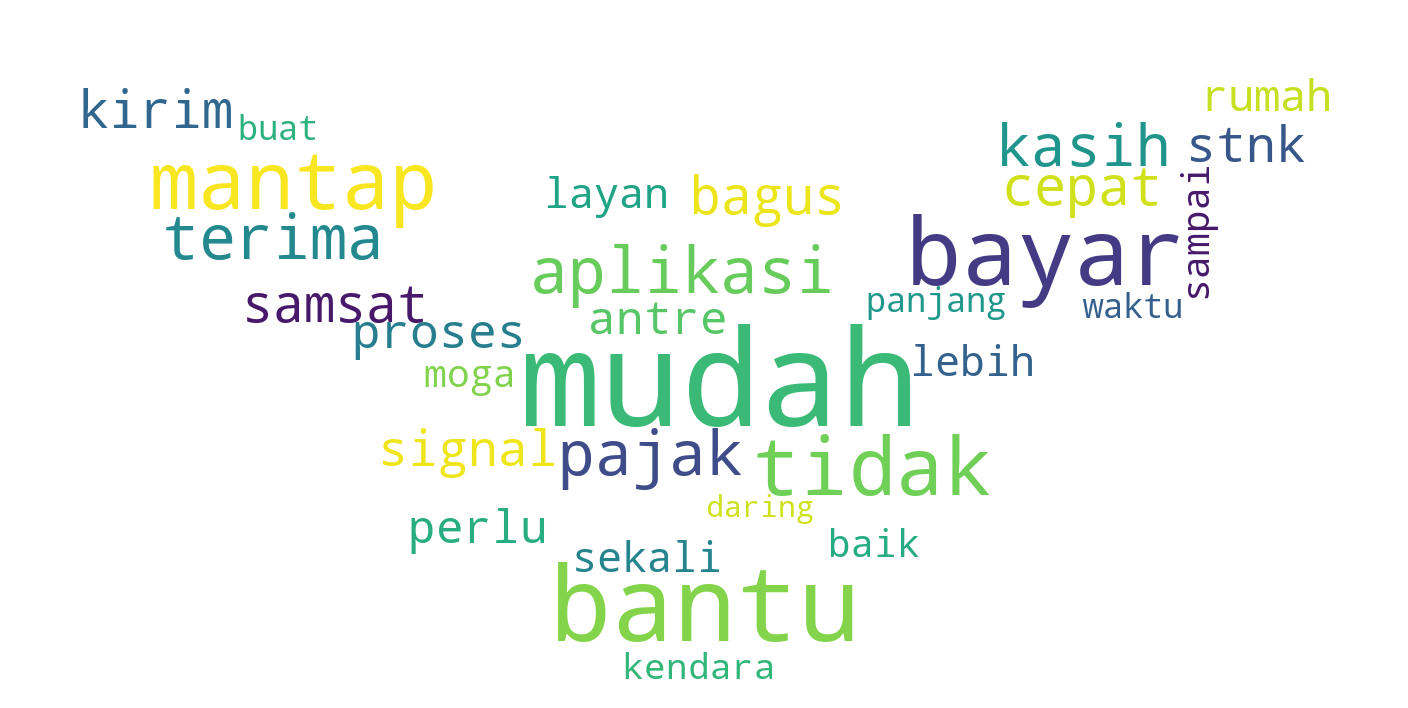 rumah
kirim
buat
kasih
stnk
mantap
cepat
layan
bagus
sampai
terima
bayar
aplikasi
samsat
panjang
waktu
antre
proses
moga
mudah
lebih
signal
pajak
tidak
daring
perlu
baik
sekali
bantu
kendara